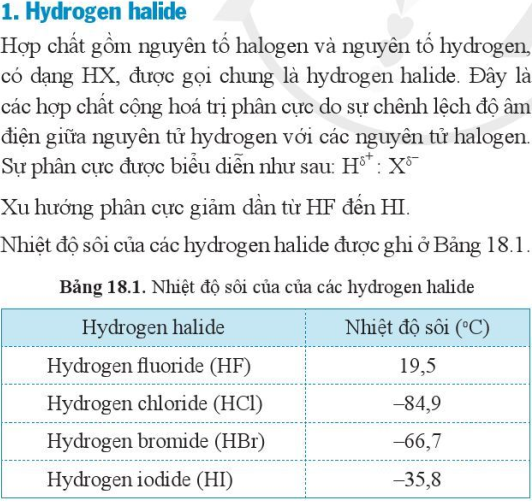 1. Hydrogen halide
Hợp chất gồm nguyên tố halogen và nguyên tố hydrogen,
có dạng HX, được gọi chung là hydrogen halide. Đây là
các hợp chất cộng hoá trị phân cực do sự chênh lệch độ âm
điện giữa nguyên tử hydrogen với các nguyên tử halogen.
Sự phân cực được biểu diễn như sau: Hᵟ⁺ : Xᵟ⁻
Xu hướng phân cực giảm dần từ HF đến HI.
Nhiệt độ sôi của các hydrogen halide được ghi ở Bảng 18.1.
Bảng 18.1. Nhiệt độ sôi của của các hydrogen halide
Hydrogen halide Nhiệt độ sôi (°C)
Hydrogen fluoride (HF) 19,5
Hydrogen chloride (HCl) –84,9
Hydrogen bromide (HBr) –66,7
Hydrogen iodide (HI) –35,8